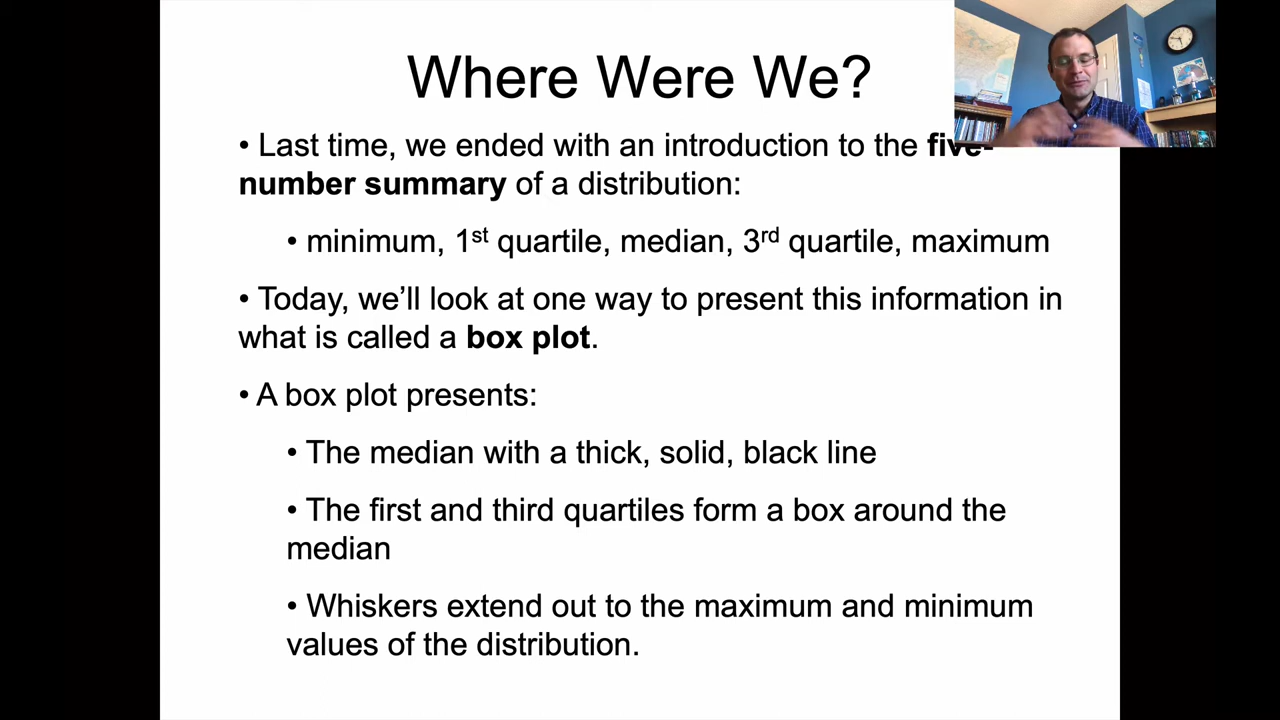 Where Were We?
• Last time, we ended with an introduction to the five-
number summary of a distribution:
• minimum, 1st quartile, median, 3rd quartile, maximum
• Today, we’ll look at one way to present this information in
what is called a box plot.
• A box plot presents:
• The median with a thick, solid, black line
• The first and third quartiles form a box around the
median
• Whiskers extend out to the maximum and minimum
values of the distribution.